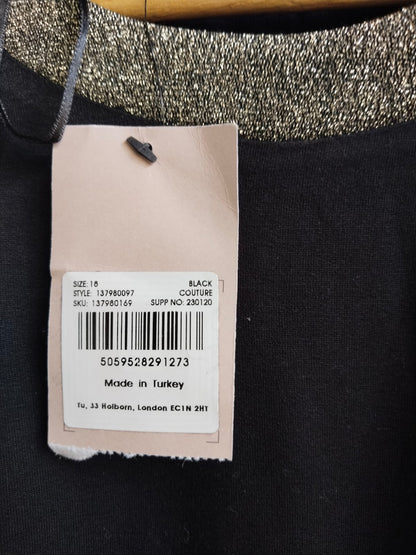 SIZE: 18 BLACK
STYLE: 137980097 COUTURE
SKU: 137980169 SUPP NO: 230120
5059528291273
Made in Turkey
Tu, 33 Holborn, London EC1N 2HT